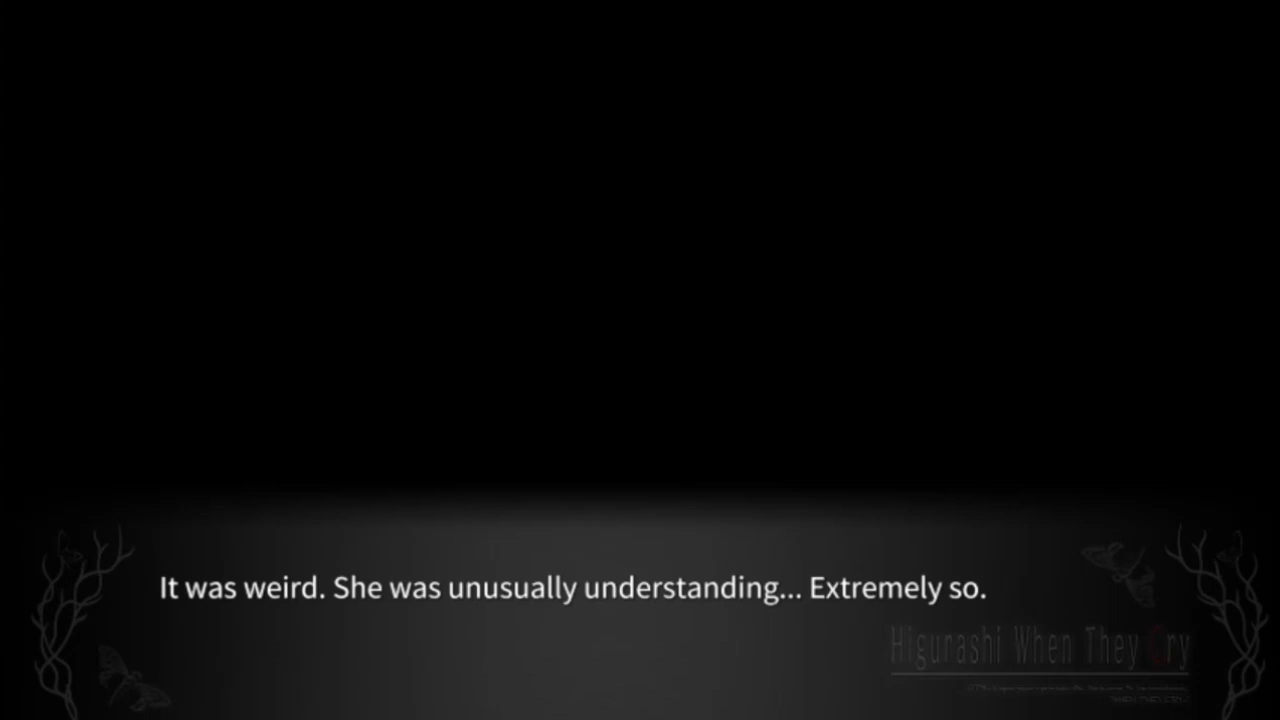 It was weird. She was unusually understanding... Extremely so.
Higurashi When They Cry